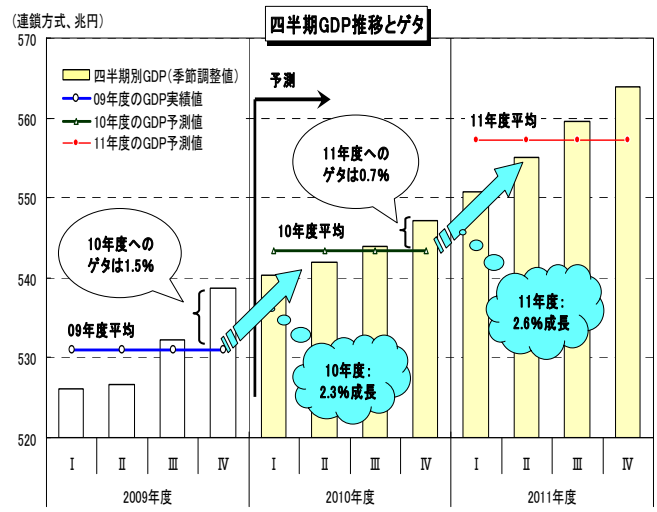 (連鎖方式、兆円)
四半期GDP推移とゲタ
570
560
550
540
530
520
四半期別GDP(季節調整値)
09年度のGDP実績値
10年度のGDP予測値
11年度のGDP予測値
予測
11年度への
ゲタは0.7%
10年度への
ゲタは1.5%
09年度平均
10年度平均
11年度平均
10年度:
2.3%成長
11年度:
2.6%成長
Ⅰ Ⅱ Ⅲ Ⅳ Ⅰ Ⅱ Ⅲ Ⅳ Ⅰ Ⅱ Ⅲ Ⅳ
2009年度 2010年度 2011年度